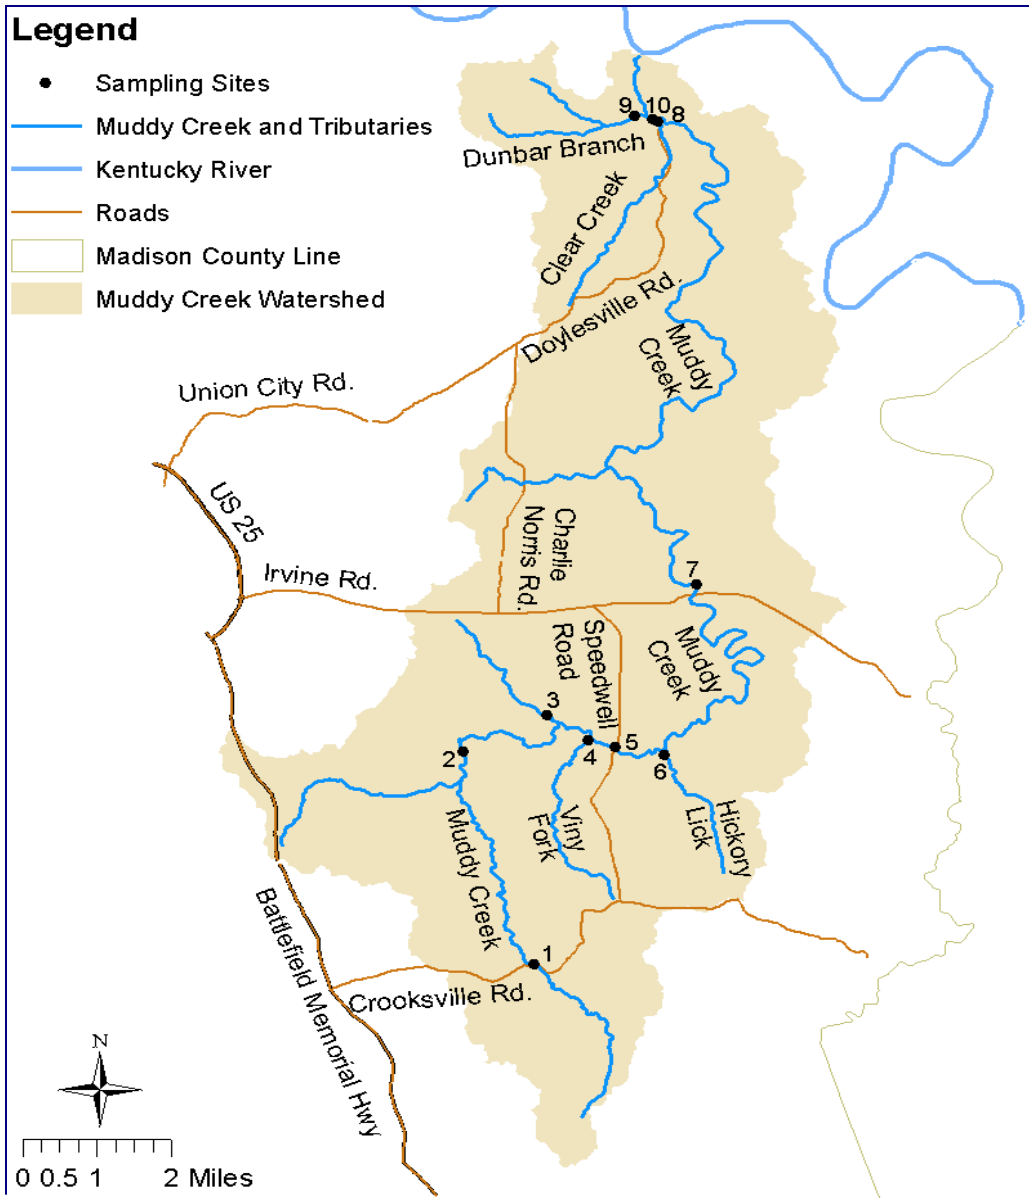 Legend
Sampling Sites
Muddy Creek and Tributaries
Kentucky River
Roads
Madison County Line
Muddy Creek Watershed
9
10
8
Dunbar Branch
Clear Creek
Doylesville Rd.
Muddy
Creek
Union City Rd.
US 25
Charlie
Norris Rd.
Irvine Rd.
7
Speedwell
Road
Muddy
Creek
3
2
4
5
6
Viny
Fork
Hickory
Lick
Muddy Creek
1
Battlefield Memorial Hwy
Crooksville Rd.
N
0 0.5 1 2 Miles